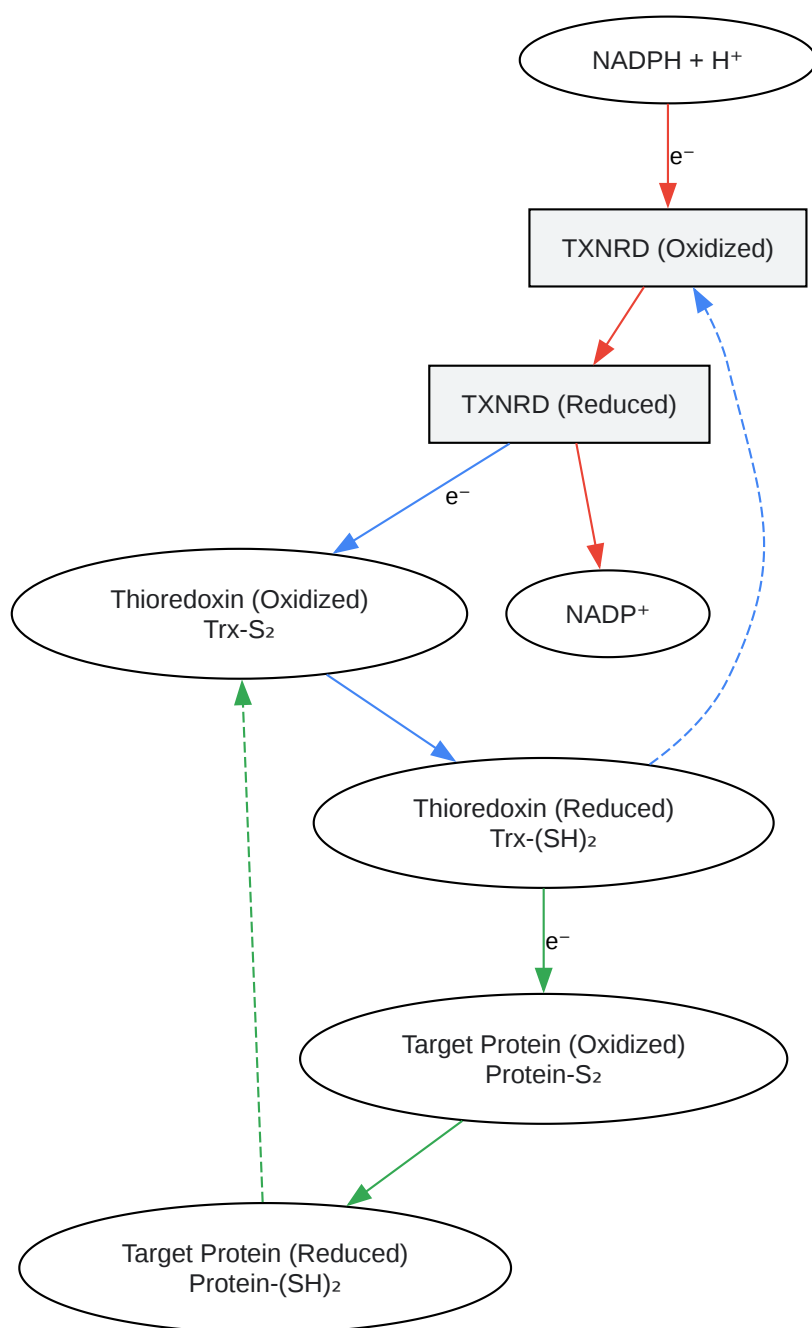 NADPH + H⁺
e⁻
TXNRD (Oxidized)
TXNRD (Reduced)
e⁻
Thioredoxin (Oxidized)
Trx-S₂
NADP⁺
Thioredoxin (Reduced)
Trx-(SH)₂
e⁻
Target Protein (Oxidized)
Protein-S₂
Target Protein (Reduced)
Protein-(SH)₂